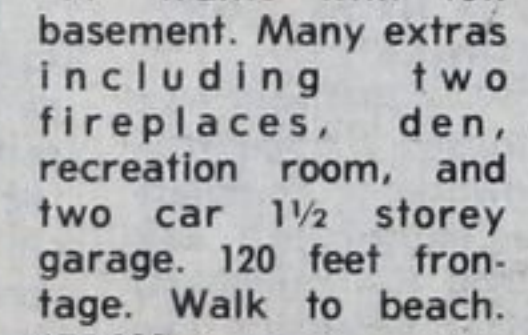 basement. Many extras
including two
fireplaces, den,
recreation room, and
two car 1½ storey
garage. 120 feet fron-
tage. Walk to beach.